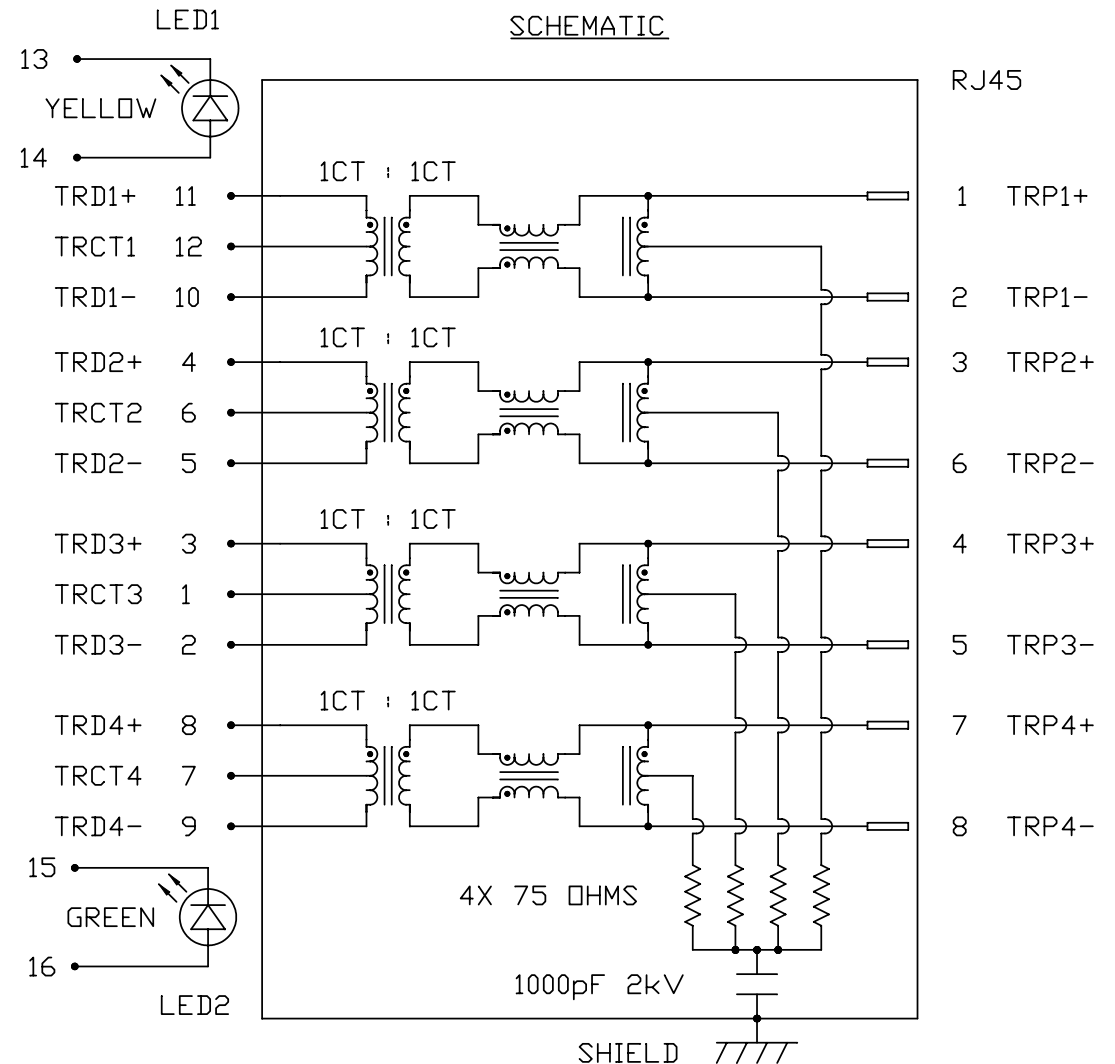 LED1
SCHEMATIC
13
RJ45
YELLOW
14
1CT : 1CT
TRD1+ 11
1 TRP1+
TRCT1 12
TRD1- 10
2 TRP1-
1CT : 1CT
TRD2+ 4
3 TRP2+
TRCT2 6
TRD2- 5
6 TRP2-
1CT : 1CT
TRD3+ 3
4 TRP3+
TRCT3 1
TRD3- 2
5 TRP3-
1CT : 1CT
TRD4+ 8
7 TRP4+
TRCT4 7
TRD4- 9
8 TRP4-
15
4X 75 OHMS
GREEN
16
1000pF 2kV
LED2
SHIELD